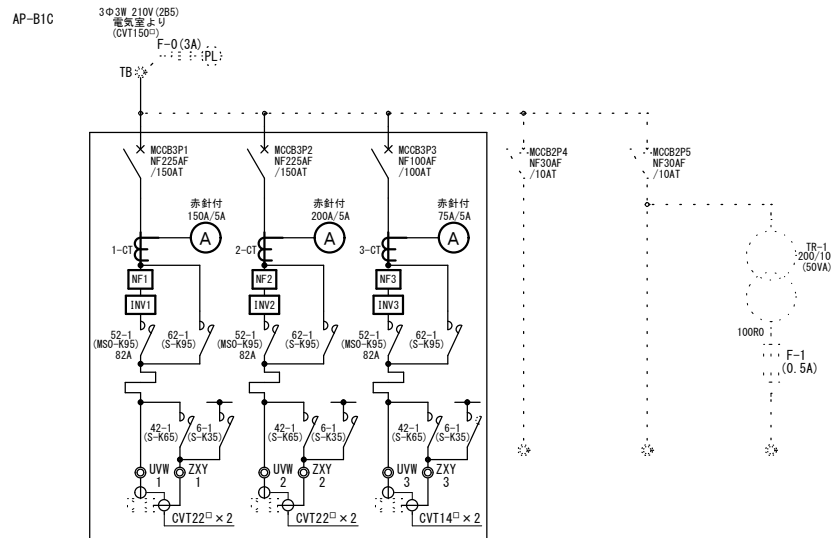 AP-B1C
3Φ3W 210V(2B5)
電気室より
(CVT150□)
F-0(3A)
PL
TB
MCCB3P1
NF225AF
/150AT
MCCB3P2
NF225AF
/150AT
MCCB3P3
NF100AF
/100AT
MCCB2P4
NF30AF
/10AT
MCCB2P5
NF30AF
/10AT
赤針付
150A/5A
A
1-CT
赤針付
200A/5A
A
2-CT
赤針付
75A/5A
A
3-CT
TR-1
200/10
(50VA)
100R0
F-1
(0.5A)
NF1
INV1
NF2
INV2
NF3
INV3
52-1
(MSO-K95)
82A
62-1
(S-K95)
52-1
(MSO-K95)
82A
62-1
(S-K95)
52-1
(MSO-K95)
82A
62-1
(S-K95)
42-1
(S-K65)
6-1
(S-K35)
42-1
(S-K65)
6-1
(S-K35)
42-1
(S-K65)
6-1
(S-K35)
UVW
1
ZXY
1
UVW
2
ZXY
2
UVW
3
ZXY
3
CVT22□×2
CVT22□×2
CVT14□×2